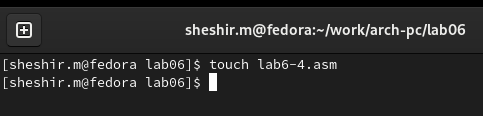 sheshir.m@fedora:~/work/arch-pc/lab06
[sheshir.m@fedora lab06]$ touch lab6-4.asm
[sheshir.m@fedora lab06]$